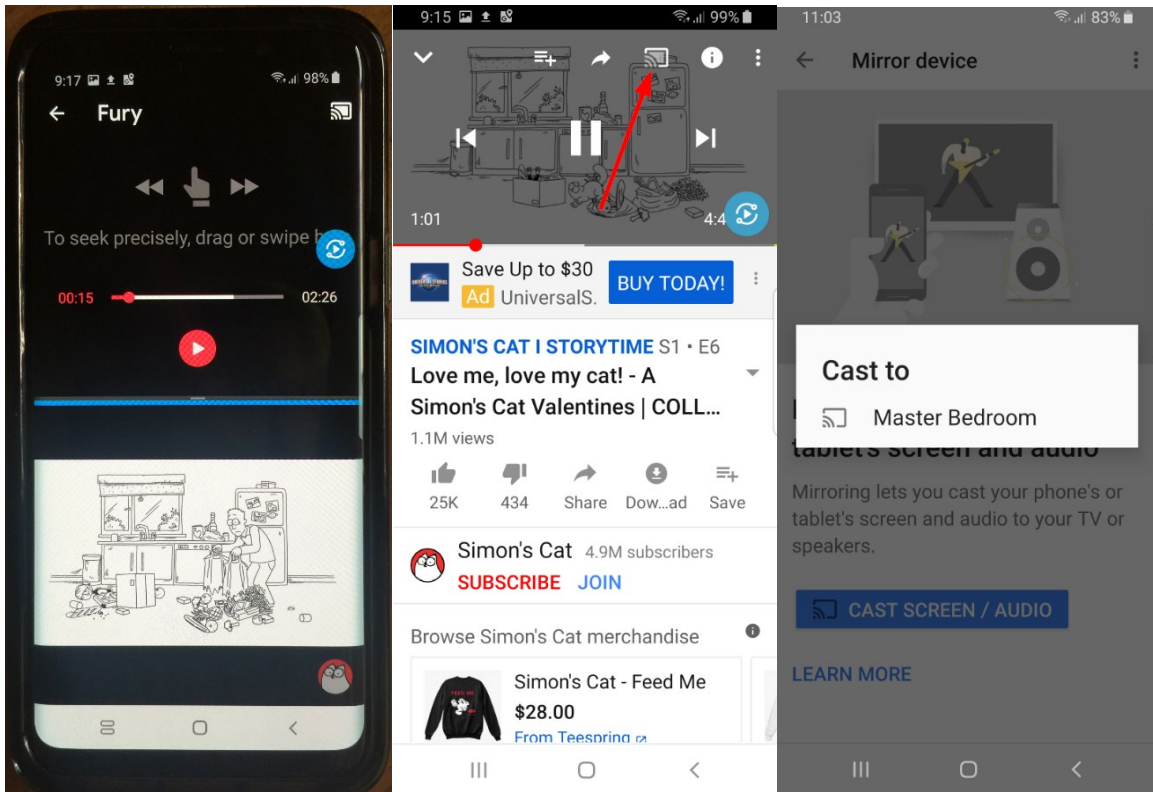 9:17
98%
Fury
To seek precisely, drag or swipe
00:15
02:26
9:15
99%
1:01
4:4
Save Up to $30
Ad UniversalS.
BUY TODAY!
SIMON'S CAT I STORYTIME S1 • E6
Love me, love my cat! - A
Simon's Cat Valentines | COLL...
1.1M views
25K
434
Share
Dow...ad
Save
Simon's Cat 4.9M subscribers
SUBSCRIBE JOIN
Browse Simon's Cat merchandise
FEED ME
Simon's Cat - Feed Me
$28.00
From Teespring
11:03
83%
Mirror device
Cast to
Master Bedroom
tablet's screen and audio
Mirroring lets you cast your phone's or
tablet's screen and audio to your TV or
speakers.
CAST SCREEN / AUDIO
LEARN MORE